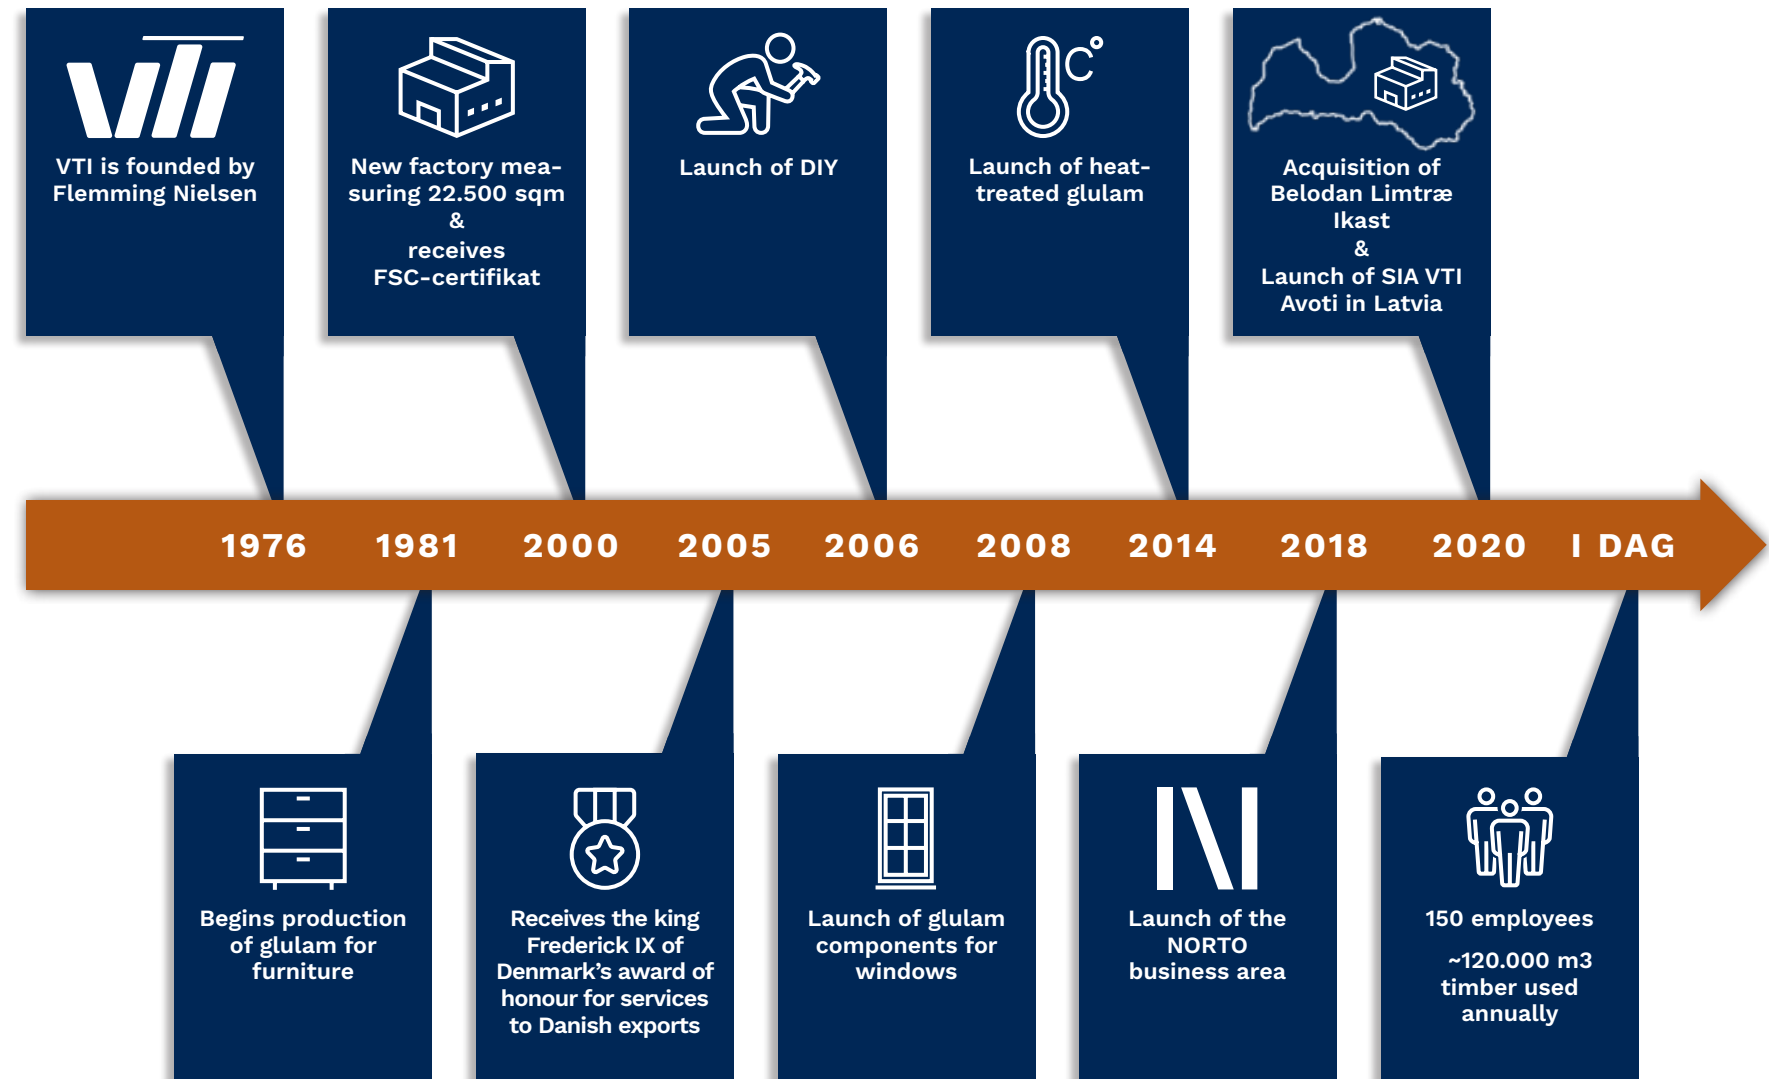 VTI
VTI is founded by
Flemming Nielsen
New factory mea-
suring 22.500 sqm
&
receives
FSC-certifikat
Launch of DIY
C°
Launch of heat-
treated glulam
Acquisition of
Belodan Limtræ
Ikast
&
Launch of SIA VTI
Avoti in Latvia
1976 1981 2000 2005 2006 2008 2014 2018 2020 I DAG
Begins production
of glulam for
furniture
Receives the king
Frederick IX of
Denmark’s award of
honour for services
to Danish exports
Launch of glulam
components for
windows
N
Launch of the
NORTO
business area
150 employees
~120.000 m3
timber used
annually